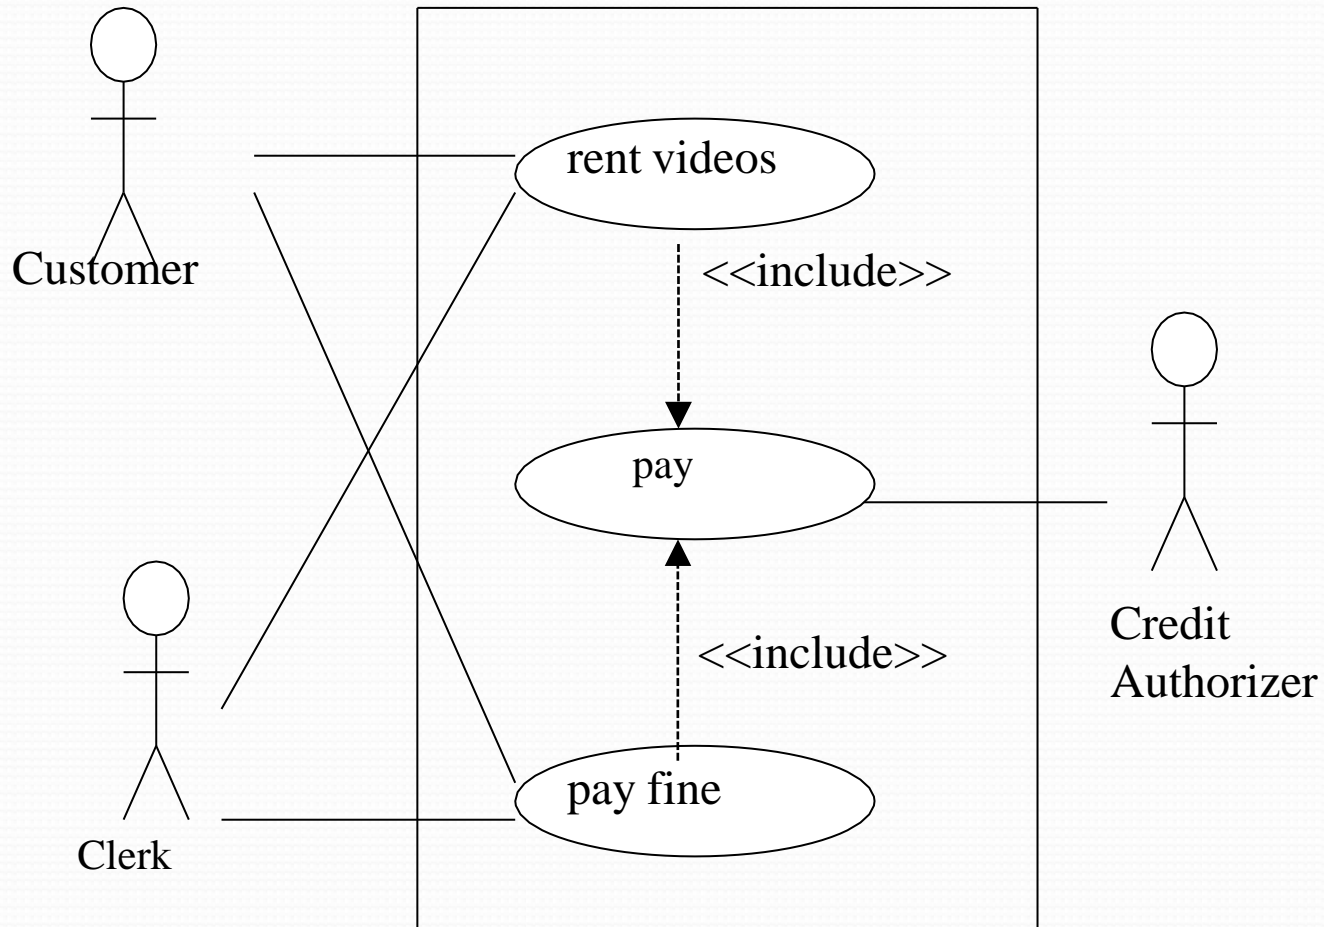 rent videos
Customer
<<include>>
pay
Credit
Authorizer
<<include>>
pay fine
Clerk